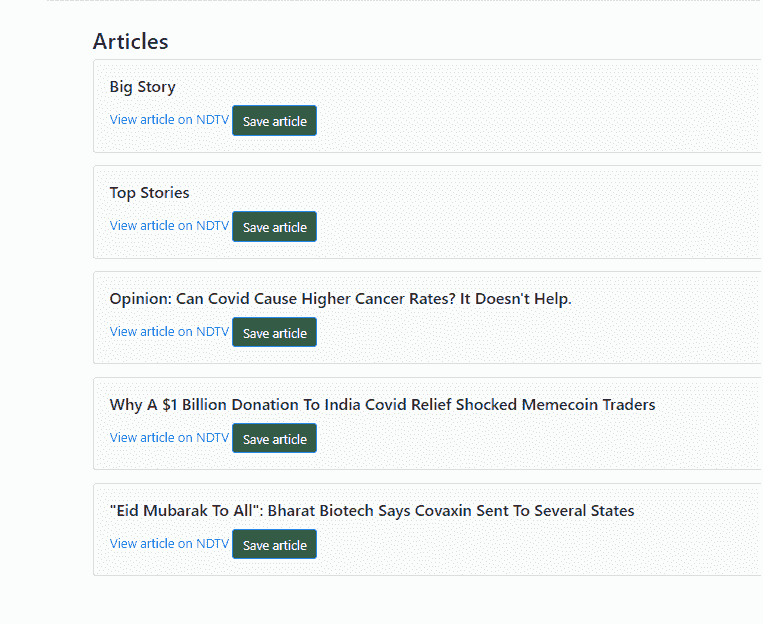 Articles
Big Story
View article on NDTV Save article
Top Stories
View article on NDTV Save article
Opinion: Can Covid Cause Higher Cancer Rates? It Doesn't Help.
View article on NDTV Save article
Why A $1 Billion Donation To India Covid Relief Shocked Memecoin Traders
View article on NDTV Save article
"Eid Mubarak To All": Bharat Biotech Says Covaxin Sent To Several States
View article on NDTV Save article